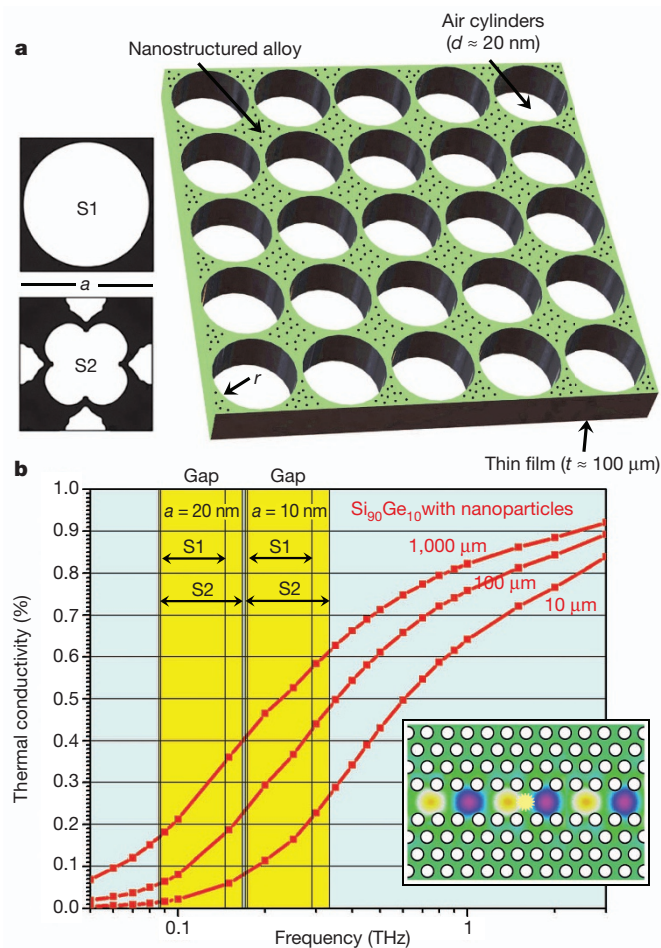 a
Nanostructured alloy
Air cylinders
(d ≈ 20 nm)
S1
a
S2
r
Thin film (t ≈ 100 μm)
b
Gap
Gap
1.0
0.9
0.8
0.7
0.6
0.5
0.4
0.3
0.2
0.1
0.0
a = 20 nm
a = 10 nm
S1
S1
S2
S2
Si₉₀Ge₁₀with nanoparticles
1,000 μm
100 μm
10 μm
Thermal conductivity (%)
0.1
1
Frequency (THz)